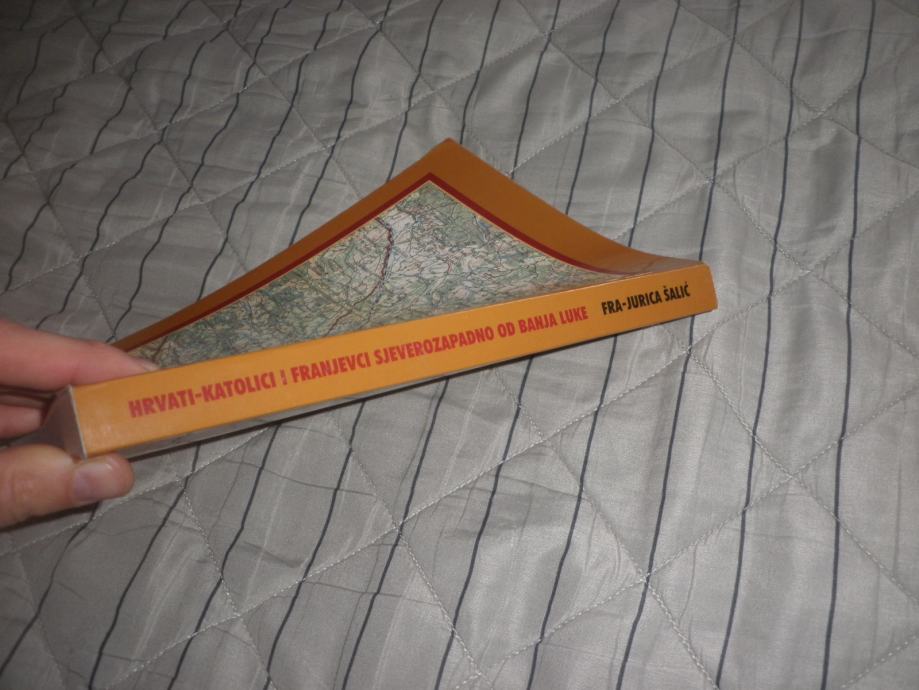 HRVATI-KATOLICI I FRANJEVCI SJEVEROZAPADNO OD BANJA LUKE FRA-JURICA ŠALIĆ